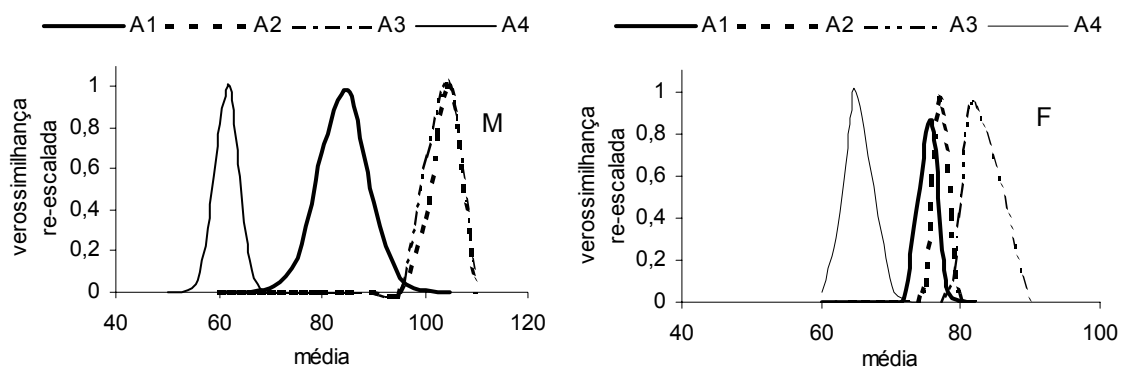 A1 A2 A3 A4
verossimilhança
re-escalada
1
0,8
0,6
0,4
0,2
0
M
40 60 80 100 120
média
A1 A2 A3 A4
verossimilhança
re-escalada
1
0,8
0,6
0,4
0,2
0
F
40 60 80 100
média